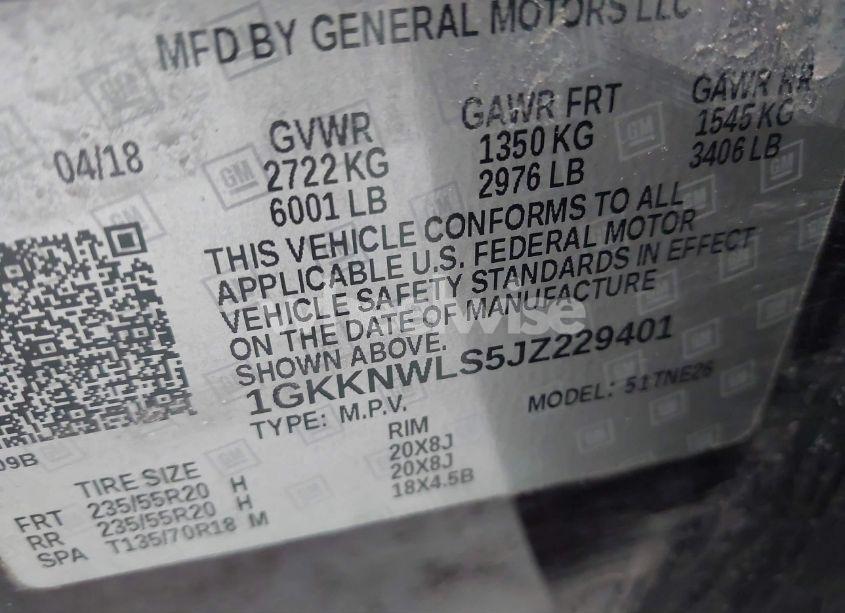 MFD BY GENERAL MOTORS LLC
04/18
GVWR
2722 KG
6001 LB
GAWR FRT
1350 KG
2976 LB
GAWR RR
1545 KG
3406 LB
THIS VEHICLE CONFORMS TO ALL
APPLICABLE U.S. FEDERAL MOTOR
VEHICLE SAFETY STANDARDS IN EFFECT
ON THE DATE OF MANUFACTURE
SHOWN ABOVE.
1GKKNWLS5JZ229401
TYPE: M.P.V.
MODEL: 51TNE26
09B
TIRE SIZE
RIM
FRT 235/55R20 H 20X8J
RR 235/55R20 H 20X8J
SPA T135/70R18 M 18X4.5B
GM